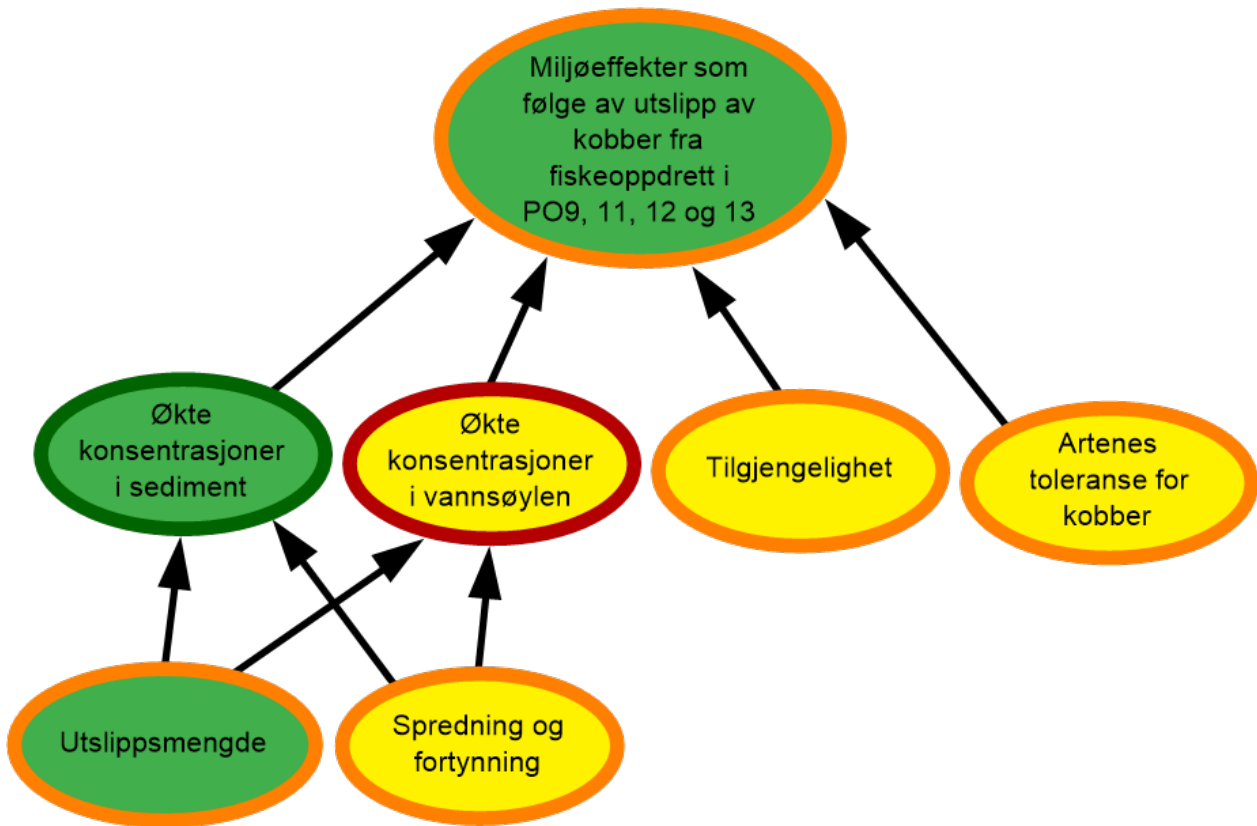 Miljøeffekter som
følge av utslipp av
kobber fra
fiskeoppdrett i
PO9, 11, 12 og 13
Økte
konsentrasjoner
i sediment
Økte
konsentrasjoner
i vannsøylen
Tilgjengelighet
Artenes
toleranse for
kobber
Utslippsmengde
Spredning og
fortynning